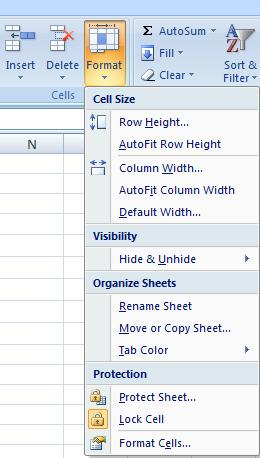 Insert
Delete
Format
Σ AutoSum
Fill
Clear
Sort &
Filter
Cells
N
Cell Size
Row Height...
AutoFit Row Height
Column Width...
AutoFit Column Width
Default Width...
Visibility
Hide & Unhide
Organize Sheets
Rename Sheet
Move or Copy Sheet...
Tab Color
Protection
Protect Sheet...
Lock Cell
Format Cells...